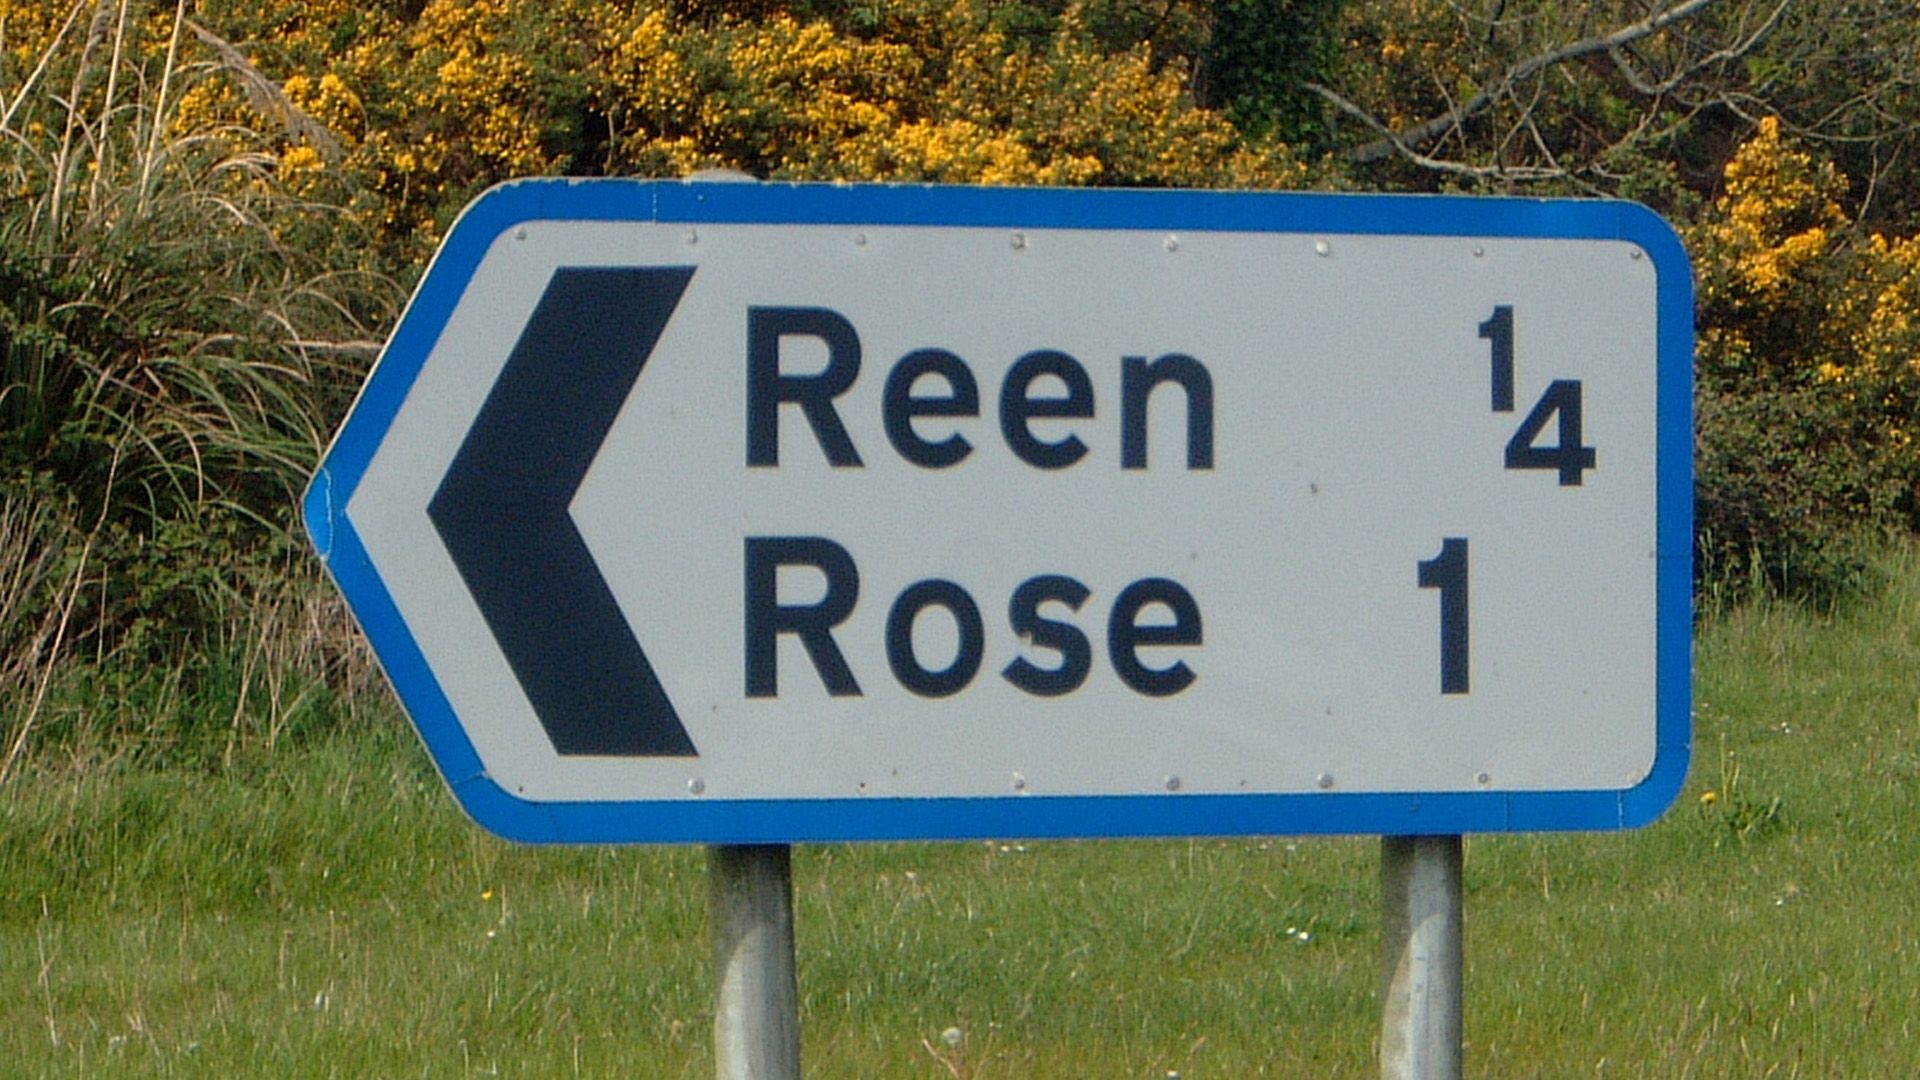 Reen ¼
Rose 1